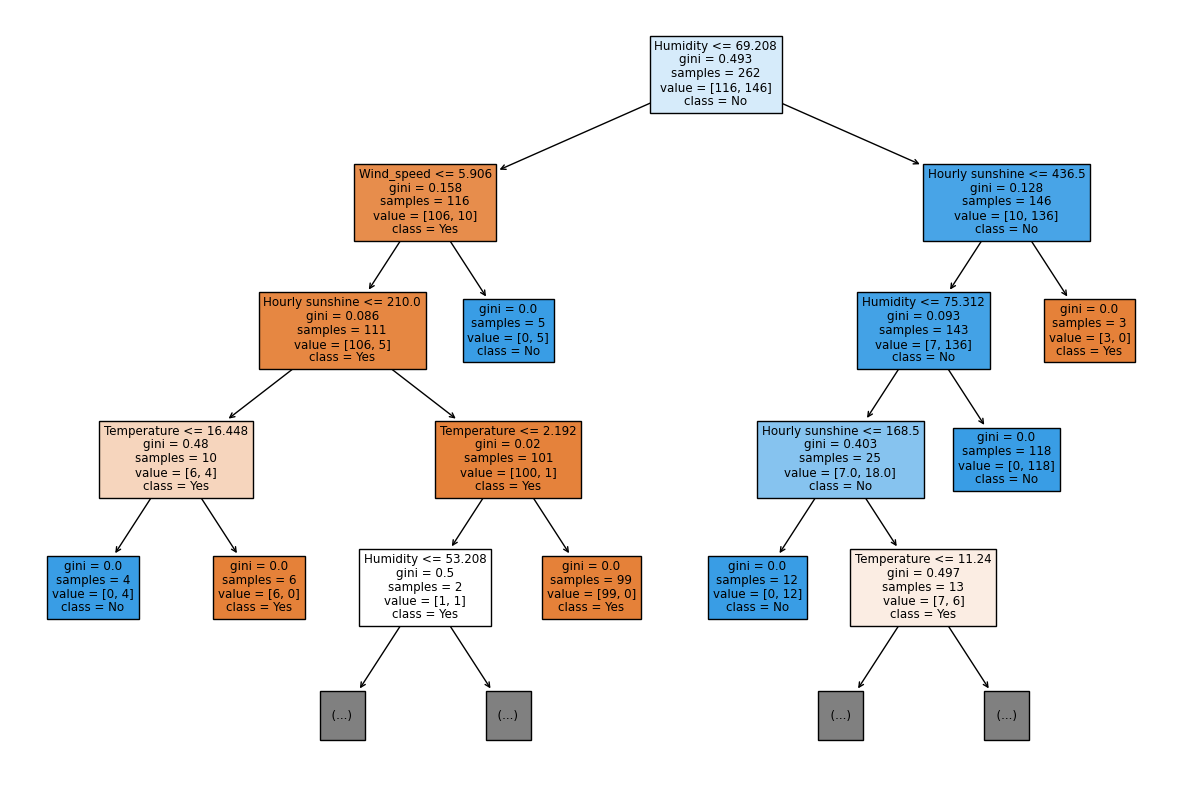 Humidity <= 69.208
gini = 0.493
samples = 262
value = [116, 146]
class = No
Wind_speed <= 5.906
gini = 0.158
samples = 116
value = [106, 10]
class = Yes
Hourly sunshine <= 436.5
gini = 0.128
samples = 146
value = [10, 136]
class = No
Hourly sunshine <= 210.0
gini = 0.086
samples = 111
value = [106, 5]
class = Yes
gini = 0.0
samples = 5
value = [0, 5]
class = No
Humidity <= 75.312
gini = 0.093
samples = 143
value = [7, 136]
class = No
gini = 0.0
samples = 3
value = [3, 0]
class = Yes
Temperature <= 16.448
gini = 0.48
samples = 10
value = [6, 4]
class = Yes
Temperature <= 2.192
gini = 0.02
samples = 101
value = [100, 1]
class = Yes
Hourly sunshine <= 168.5
gini = 0.403
samples = 25
value = [7.0, 18.0]
class = No
gini = 0.0
samples = 118
value = [0, 118]
class = No
gini = 0.0
samples = 4
value = [0, 4]
class = No
gini = 0.0
samples = 6
value = [6, 0]
class = Yes
Humidity <= 53.208
gini = 0.5
samples = 2
value = [1, 1]
class = Yes
gini = 0.0
samples = 99
value = [99, 0]
class = Yes
gini = 0.0
samples = 12
value = [0, 12]
class = No
Temperature <= 11.24
gini = 0.497
samples = 13
value = [7, 6]
class = Yes
(...)
(...)
(...)
(...)